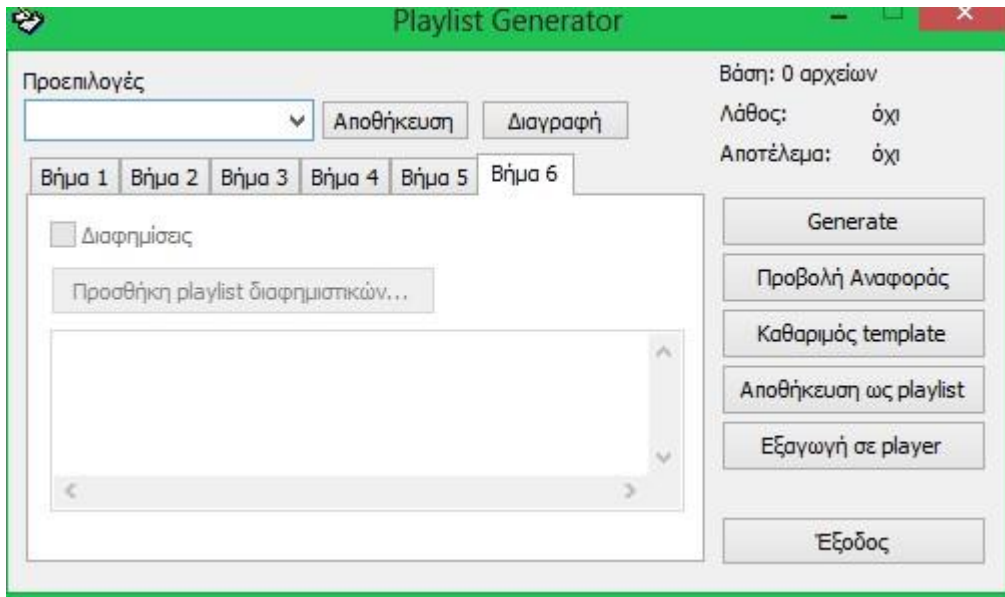 Playlist Generator
Προεπιλογές
Αποθήκευση Διαγραφή
Βήμα 1 Βήμα 2 Βήμα 3 Βήμα 4 Βήμα 5 Βήμα 6
Διαφημίσεις
Προσθήκη playlist διαφημιστικών...
Βάση: 0 αρχείων
Λάθος: όχι
Αποτέλεμα: όχι
Generate
Προβολή Αναφοράς
Καθαριμός template
Αποθήκευση ως playlist
Εξαγωγή σε player
Έξοδος